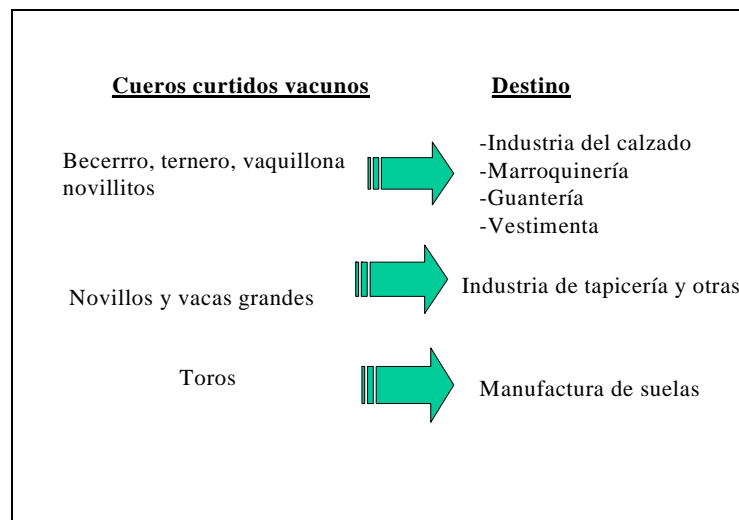 Cueros curtidos vacunos
Destino
Becerrro, ternero, vaquillona
novillitos
-Industria del calzado
-Marroquinería
-Guantería
-Vestimenta
Novillos y vacas grandes
Industria de tapicería y otras
Toros
Manufactura de suelas